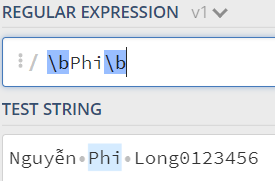 REGULAR EXPRESSION v1
/ \bPhi\b
TEST STRING
Nguyễn·Phi·Long0123456